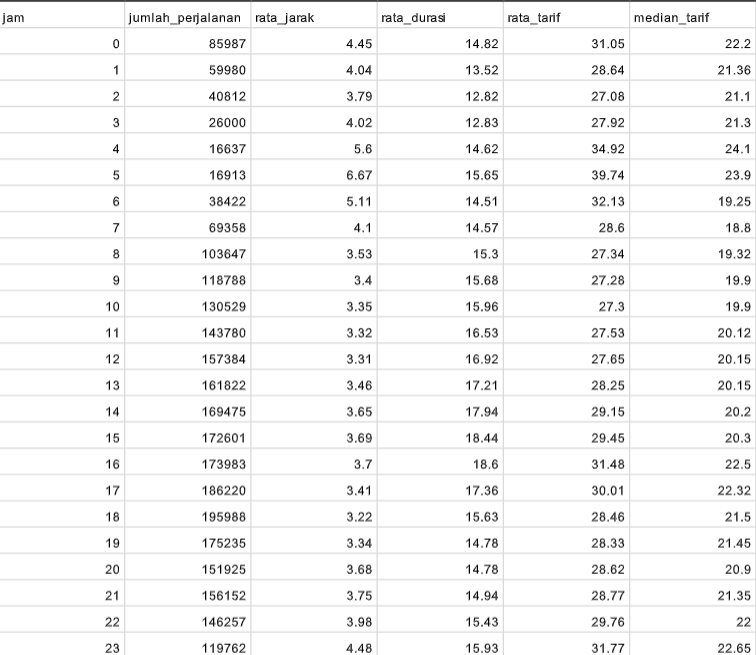 jam jumlah_perjalanan rata_jarak rata_durasi rata_tarif median_tarif
0 85987 4.45 14.82 31.05 22.2
1 59980 4.04 13.52 28.64 21.36
2 40812 3.79 12.82 27.08 21.1
3 26000 4.02 12.83 27.92 21.3
4 16637 5.6 14.62 34.92 24.1
5 16913 6.67 15.65 39.74 23.9
6 38422 5.11 14.51 32.13 19.25
7 69358 4.1 14.57 28.6 18.8
8 103647 3.53 15.3 27.34 19.32
9 118788 3.4 15.68 27.28 19.9
10 130529 3.35 15.96 27.3 19.9
11 143780 3.32 16.53 27.53 20.12
12 157384 3.31 16.92 27.65 20.15
13 161822 3.46 17.21 28.25 20.15
14 169475 3.65 17.94 29.15 20.2
15 172601 3.69 18.44 29.45 20.3
16 173983 3.7 18.6 31.48 22.5
17 186220 3.41 17.36 30.01 22.32
18 195988 3.22 15.63 28.46 21.5
19 175235 3.34 14.78 28.33 21.45
20 151925 3.68 14.78 28.62 20.9
21 156152 3.75 14.94 28.77 21.35
22 146257 3.98 15.43 29.76 22
23 119762 4.48 15.93 31.77 22.65